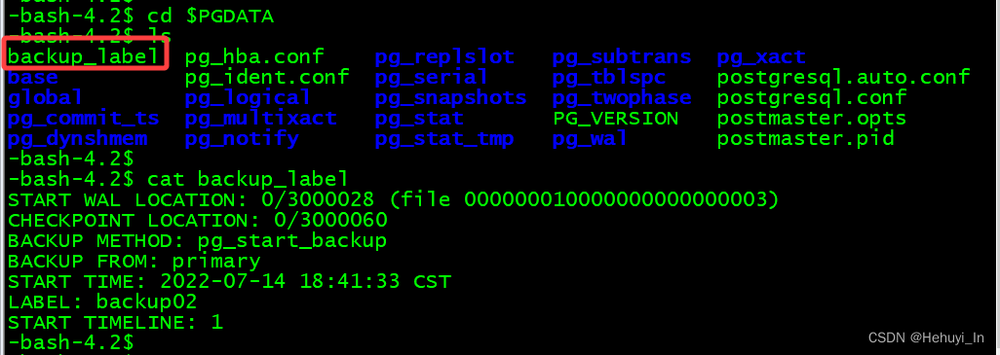 -bash-4.2$ cd $PGDATA
-bash-4.2$ ls
backup_label pg_hba.conf pg_replslot pg_subtrans pg_xact
base pg_ident.conf pg_serial pg_tblspc postgresql.auto.conf
global pg_logical pg_snapshots pg_twophase postgresql.conf
pg_commit_ts pg_multixact pg_stat PG_VERSION postmaster.opts
pg_dynshmem pg_notify pg_stat_tmp pg_wal postmaster.pid
-bash-4.2$
-bash-4.2$ cat backup_label
START WAL LOCATION: 0/3000028 (file 000000010000000000000003)
CHECKPOINT LOCATION: 0/3000060
BACKUP METHOD: pg_start_backup
BACKUP FROM: primary
START TIME: 2022-07-14 18:41:33 CST
LABEL: backup02
START TIMELINE: 1
-bash-4.2$
CSDN @Hehuyi_In